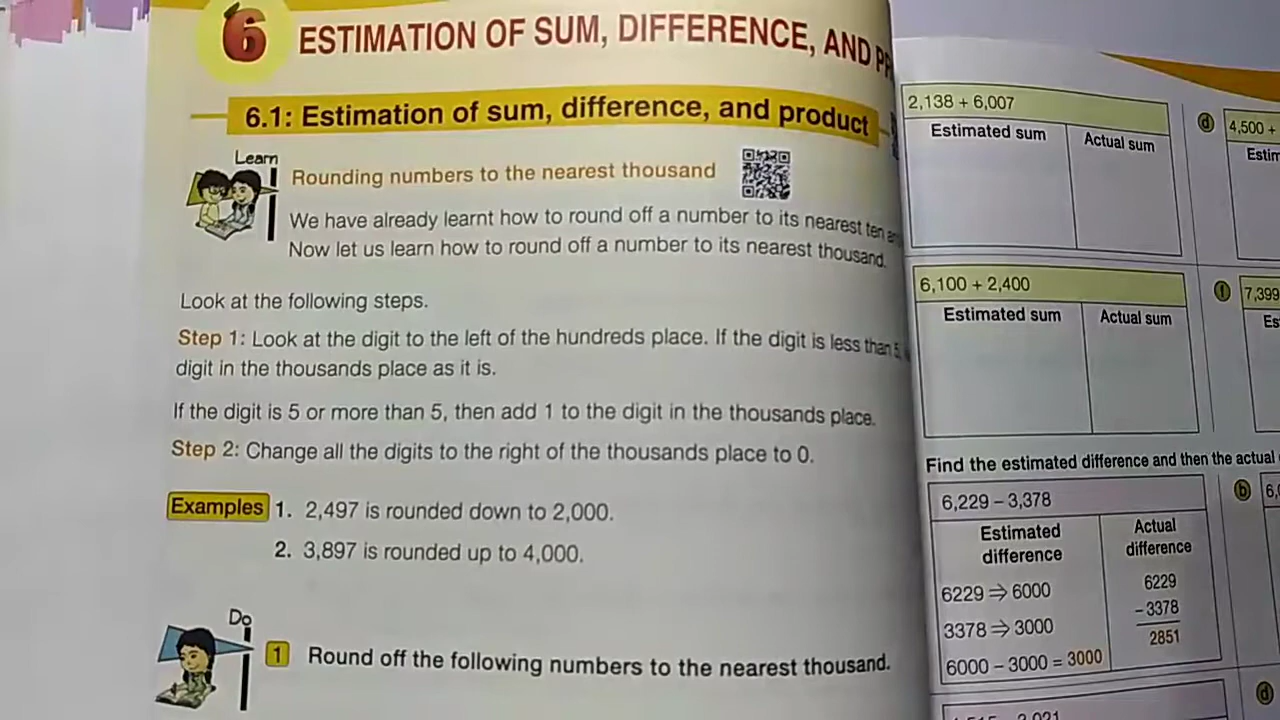 6 ESTIMATION OF SUM, DIFFERENCE, AND
6.1: Estimation of sum, difference, and product
Learn
Rounding numbers to the nearest thousand
We have already learnt how to round off a number to its nearest ten
Now let us learn how to round off a number to its nearest thousand.
Look at the following steps.
Step 1: Look at the digit to the left of the hundreds place. If the digit is less than 5,
digit in the thousands place as it is.
If the digit is 5 or more than 5, then add 1 to the digit in the thousands place.
Step 2: Change all the digits to the right of the thousands place to 0.
Examples 1. 2,497 is rounded down to 2,000.
2. 3,897 is rounded up to 4,000.
Do
1 Round off the following numbers to the nearest thousand.
2,138 + 6,007
Estimated sum Actual sum
d 4,500 +
6,100 + 2,400
Estimated sum Actual sum
f 7,399
Find the estimated difference and then the actual
6,229 – 3,378
Estimated difference
Actual difference
6229 ⇒ 6000
3378 ⇒ 3000
6000 – 3000 = 3000
6229
– 3378
2851
b
d